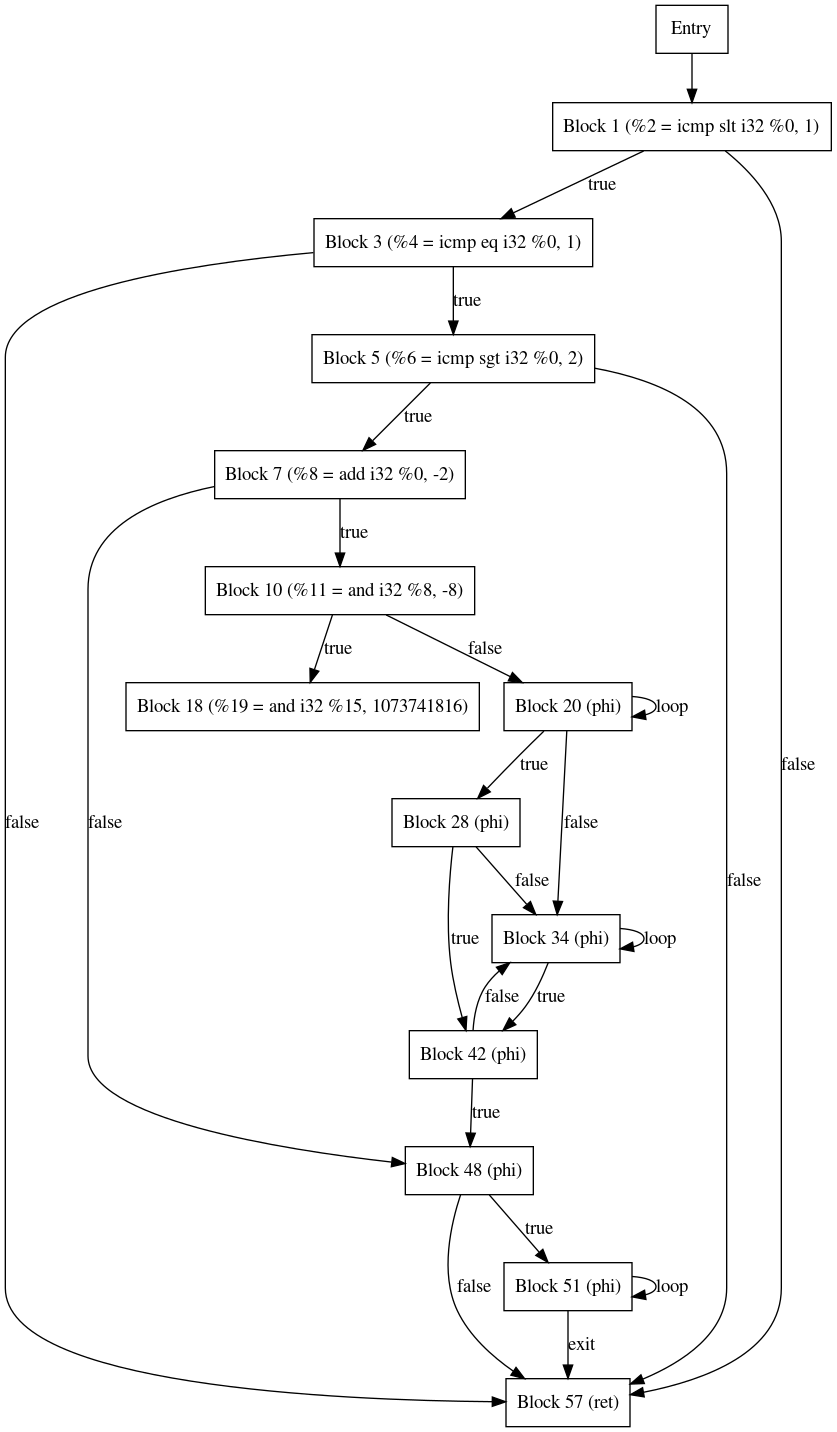 Entry
Block 1 (%2 = icmp slt i32 %0, 1)
true
Block 3 (%4 = icmp eq i32 %0, 1)
true
Block 5 (%6 = icmp sgt i32 %0, 2)
true
Block 7 (%8 = add i32 %0, -2)
true
Block 10 (%11 = and i32 %8, -8)
true
false
Block 18 (%19 = and i32 %15, 1073741816)
Block 20 (phi)
loop
true
false
false
false
false
Block 28 (phi)
false
false
Block 34 (phi)
loop
true
false
true
Block 42 (phi)
true
Block 48 (phi)
true
false
Block 51 (phi)
loop
exit
Block 57 (ret)